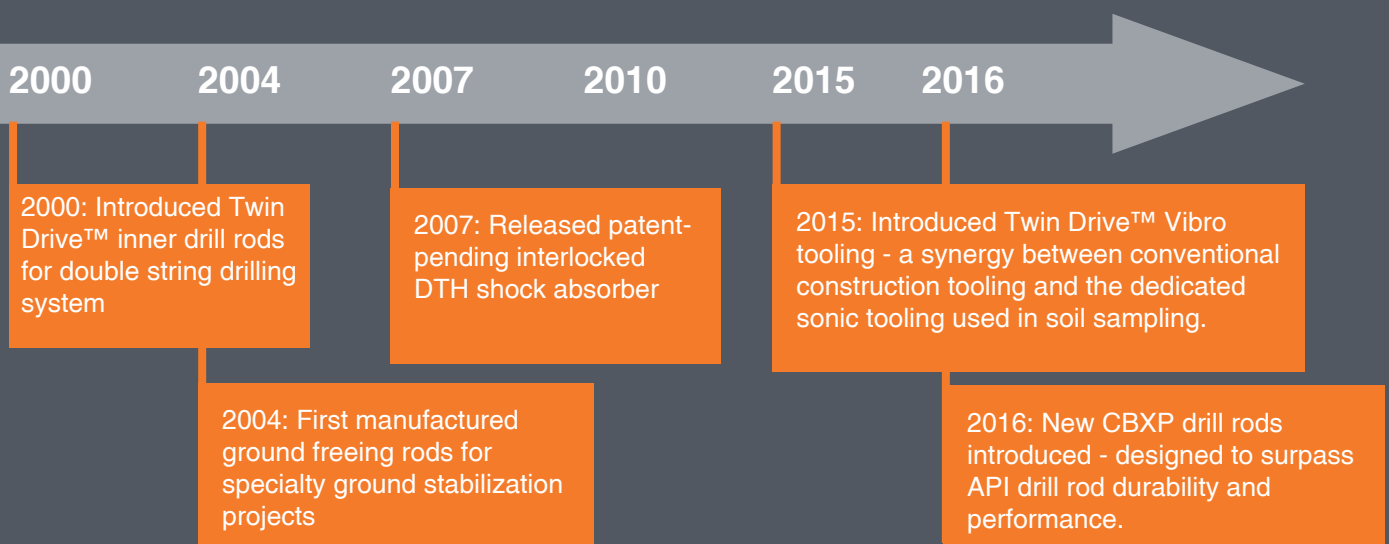 2000 2004 2007 2010 2015 2016
2000: Introduced Twin
Drive™ inner drill rods
for double string drilling
system
2007: Released patent-
pending interlocked
DTH shock absorber
2015: Introduced Twin Drive™ Vibro
tooling - a synergy between conventional
construction tooling and the dedicated
sonic tooling used in soil sampling.
2004: First manufactured
ground freeing rods for
specialty ground stabilization
projects
2016: New CBXP drill rods
introduced - designed to surpass
API drill rod durability and
performance.